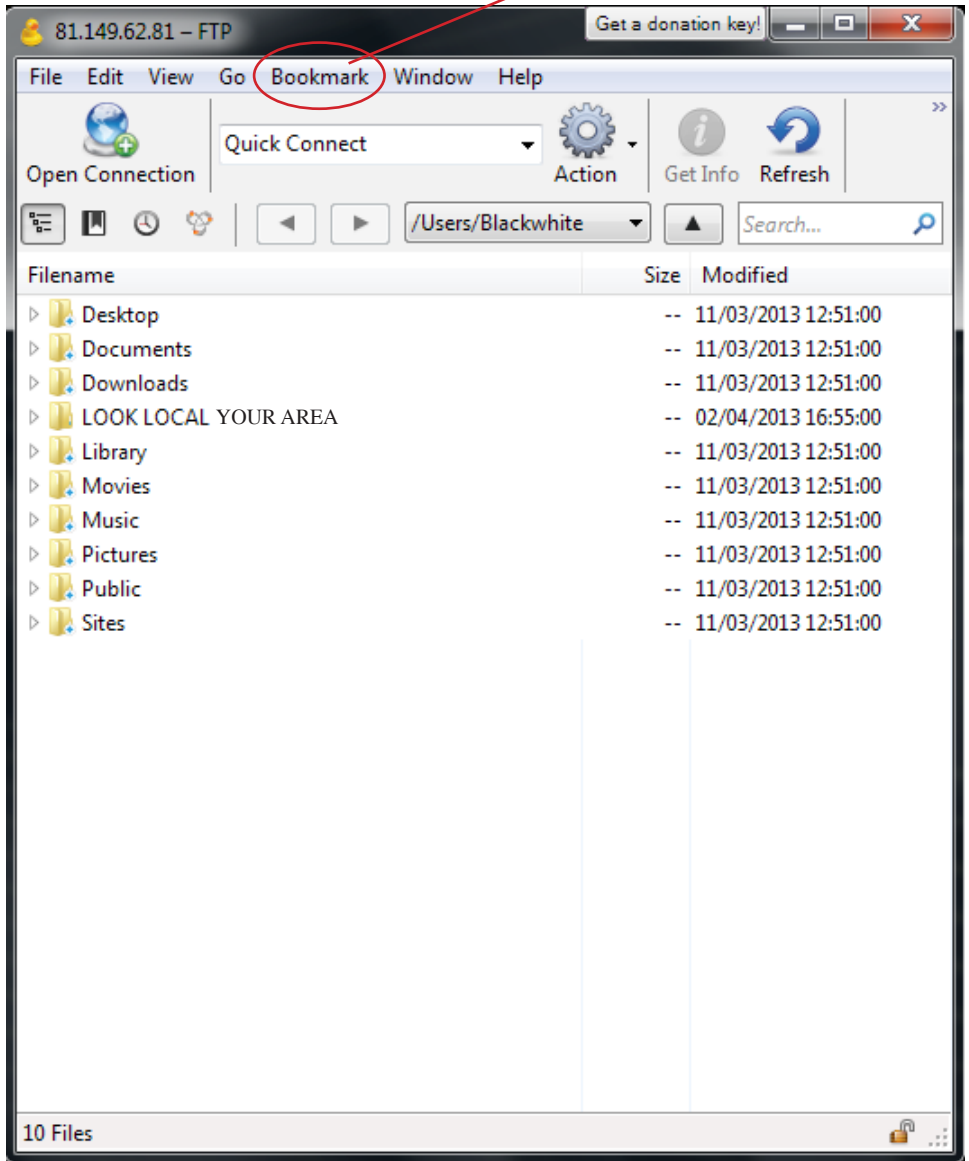 81.149.62.81 – FTP Get a donation key!
File Edit View Go Bookmark Window Help
Quick Connect
Open Connection Action Get Info Refresh
/Users/Blackwhite Search...
Filename Size Modified
Desktop -- 11/03/2013 12:51:00
Documents -- 11/03/2013 12:51:00
Downloads -- 11/03/2013 12:51:00
LOOK LOCAL YOUR AREA -- 02/04/2013 16:55:00
Library -- 11/03/2013 12:51:00
Movies -- 11/03/2013 12:51:00
Music -- 11/03/2013 12:51:00
Pictures -- 11/03/2013 12:51:00
Public -- 11/03/2013 12:51:00
Sites -- 11/03/2013 12:51:00
10 Files